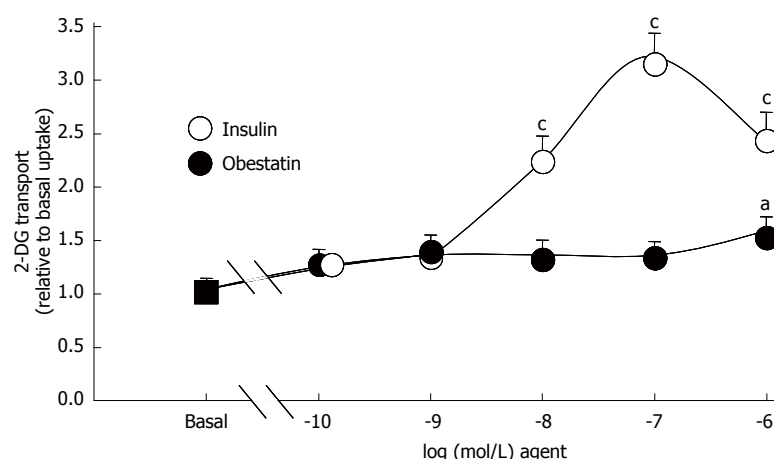 3.5
3.0
2.5
2.0
1.5
1.0
0.5
0.0
2-DG transport
(relative to basal uptake)
Insulin
Obestatin
c
c
c
a
Basal
-10
-9
-8
-7
-6
log (mol/L) agent